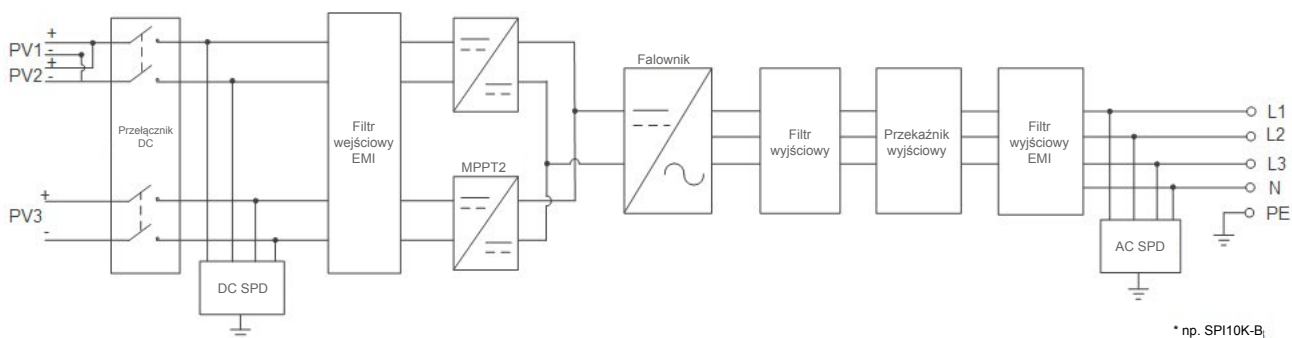 PV1
+
-
PV2
+
-
PV3
+
-
Przełącznik
DC
DC SPD
Filtr
wejściowy
EMI
MPPT2
Falownik
Filtr
wyjściowy
Przekaźnik
wyjściowy
Filtr
wyjściowy
EMI
L1
L2
L3
N
PE
AC SPD
* np. SPI10K-B